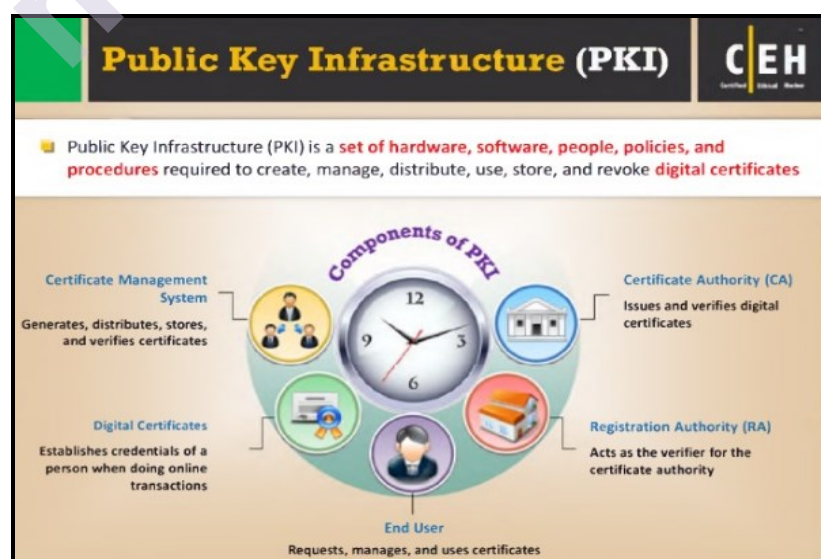 Public Key Infrastructure (PKI)
C|EH
Certified Ethical Hacker
Public Key Infrastructure (PKI) is a set of hardware, software, people, policies, and
procedures required to create, manage, distribute, use, store, and revoke digital certificates
Components of PKI
Certificate Management
System
Generates, distributes, stores,
and verifies certificates
Digital Certificates
Establishes credentials of a
person when doing online
transactions
12
3
6
9
Certificate Authority (CA)
Issues and verifies digital
certificates
Registration Authority (RA)
Acts as the verifier for the
certificate authority
End User
Requests, manages, and uses certificates